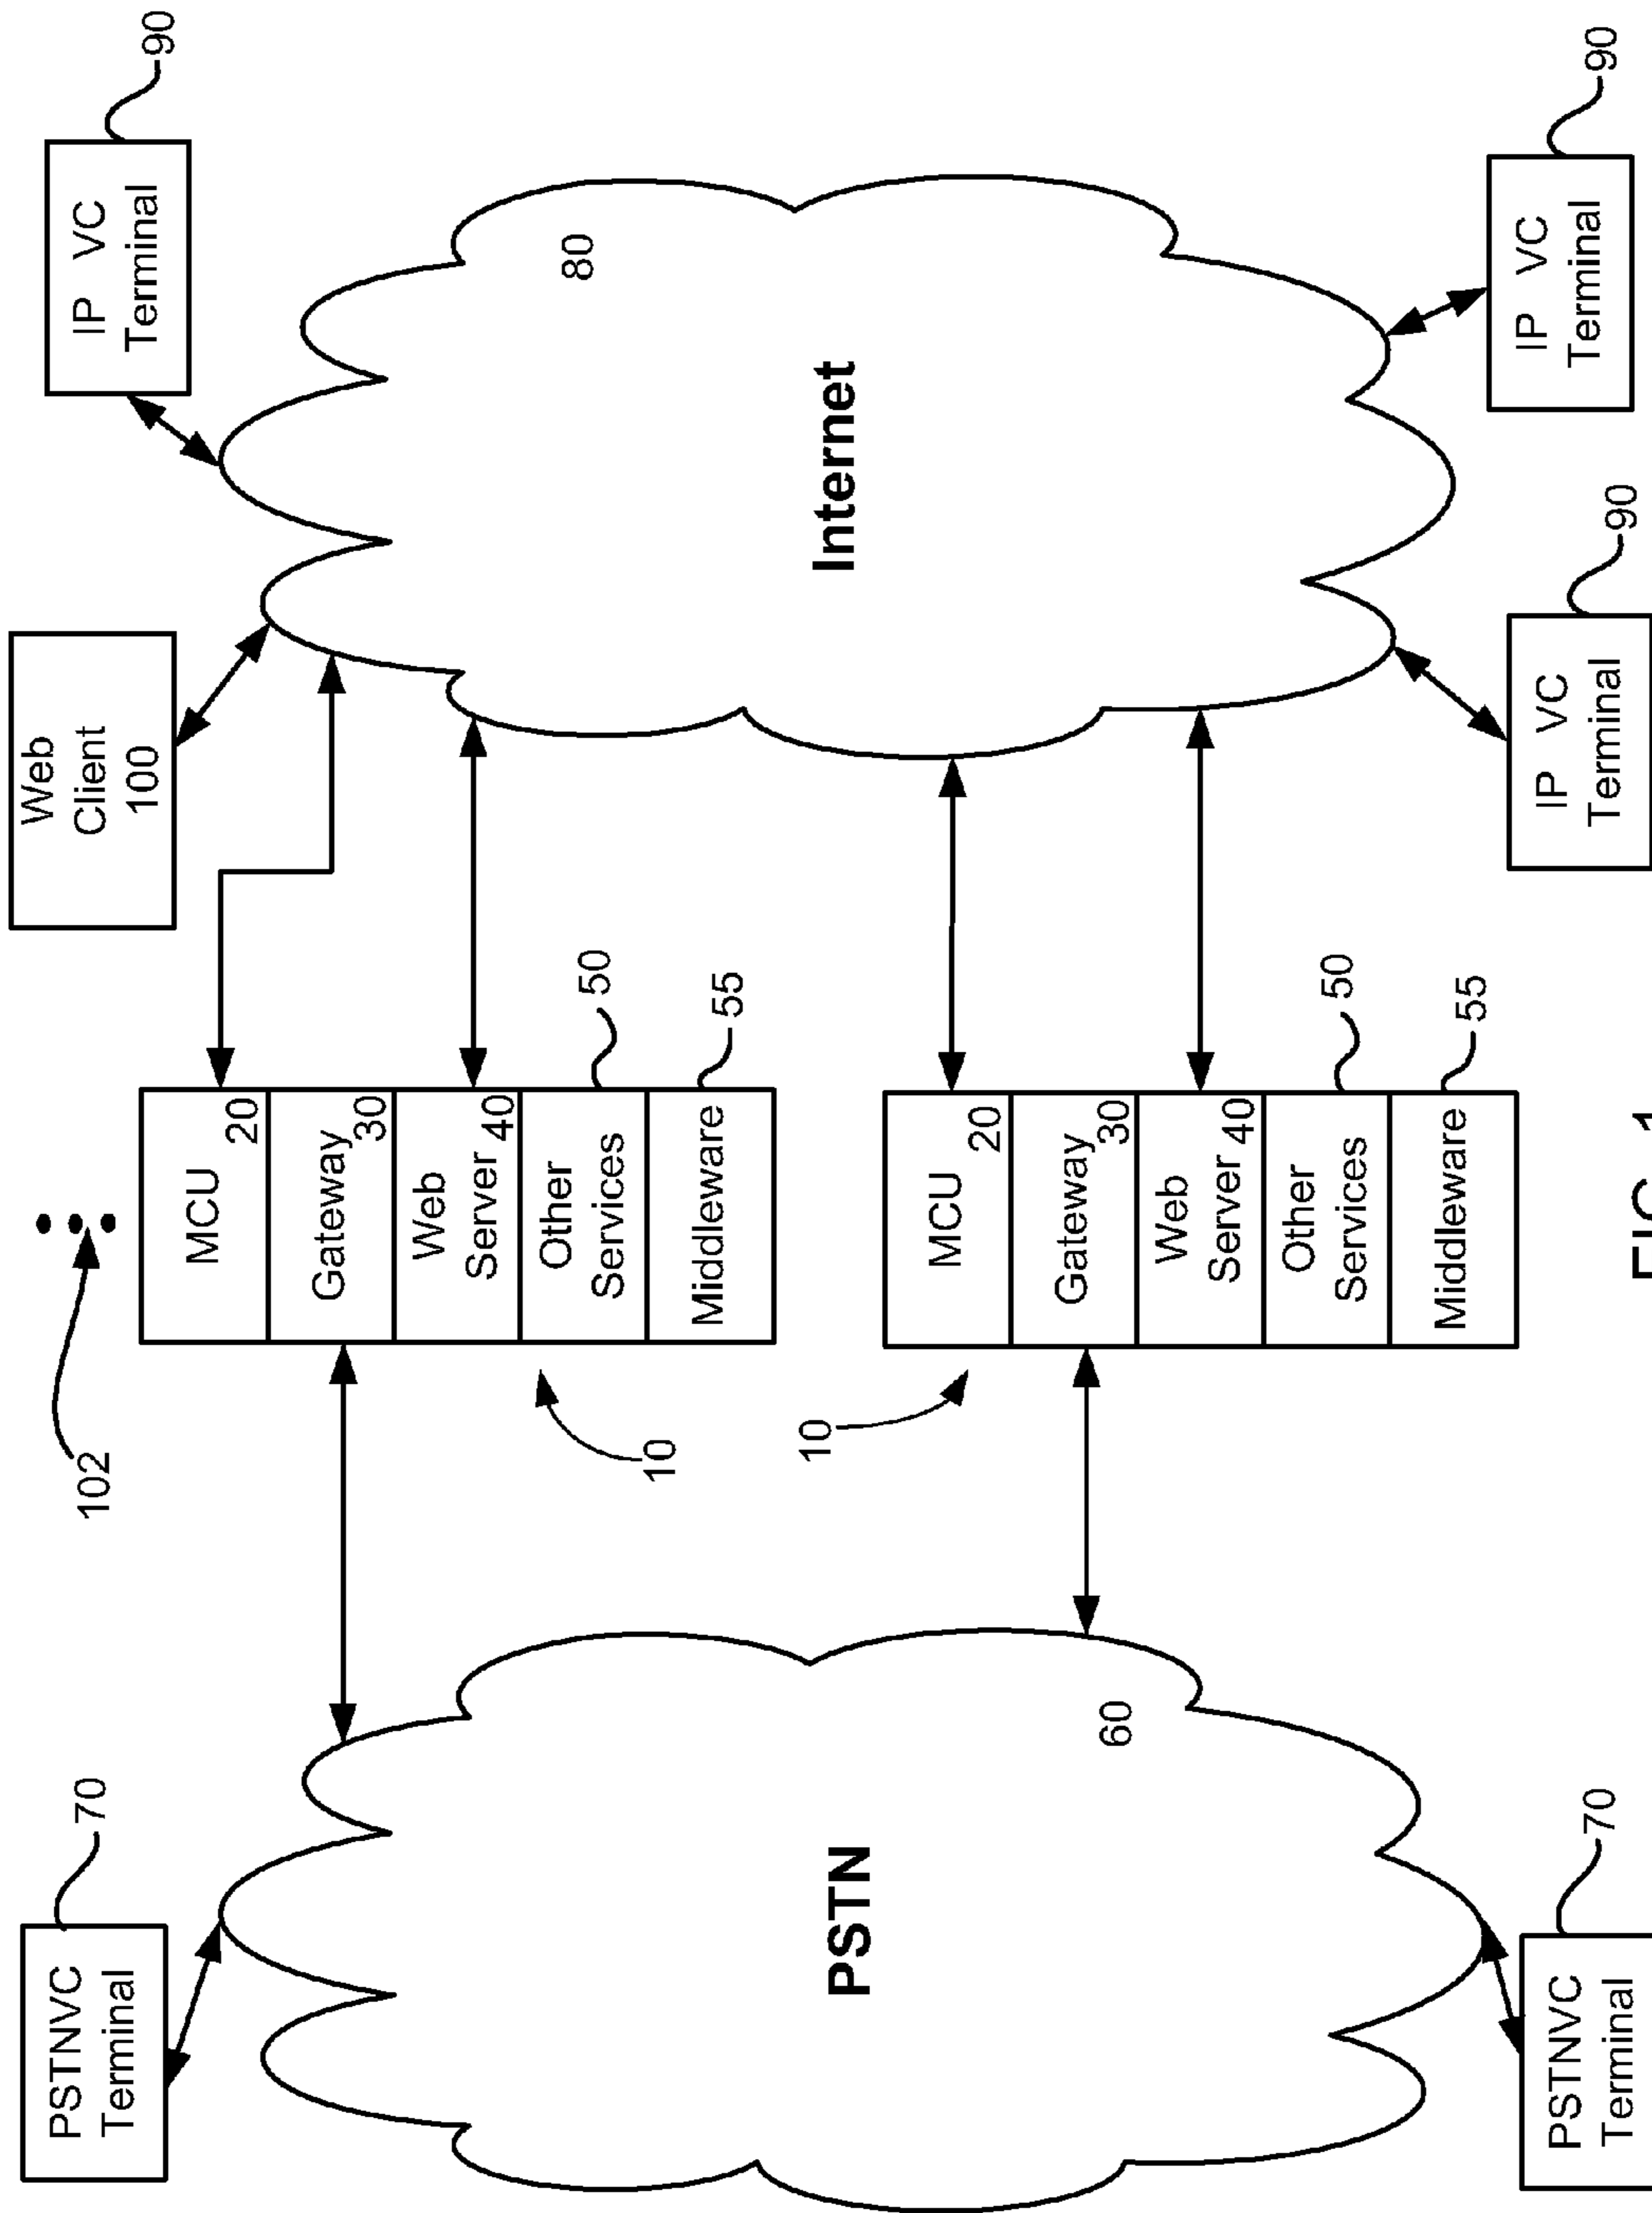 PSTNVC
Terminal
70
102
Web
Client
100
IP VC
Terminal
90
MCU
20
Gateway
30
Web
Server
40
Other
Services
50
Middleware
55
10
80
PSTN
Internet
10
60
MCU
20
Gateway
30
Web
Server
40
Other
Services
50
Middleware
55
PSTNVC
Terminal
70
IP VC
Terminal
90
IP VC
Terminal
90
FIG. 1